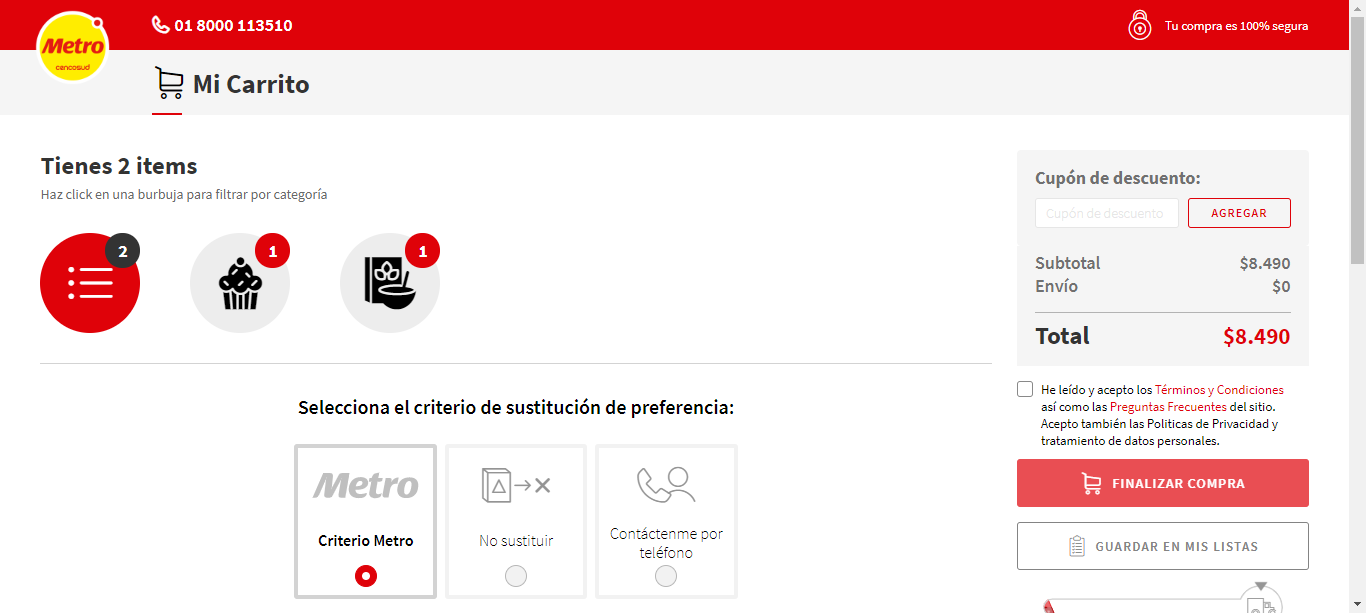 Metro
cencosud
01 8000 113510
Tu compra es 100% segura
Mi Carrito
Tienes 2 items
Haz click en una burbuja para filtrar por categoría
2
1
1
Selecciona el criterio de sustitución de preferencia:
Metro
Criterio Metro
No sustituir
Contáctenme por
teléfono
Cupón de descuento:
Cupón de descuento
AGREGAR
Subtotal $8.490
Envío $0
Total $8.490
He leído y acepto los Términos y Condiciones
así como las Preguntas Frecuentes del sitio.
Acepto también las Politicas de Privacidad y
tratamiento de datos personales.
FINALIZAR COMPRA
GUARDAR EN MIS LISTAS